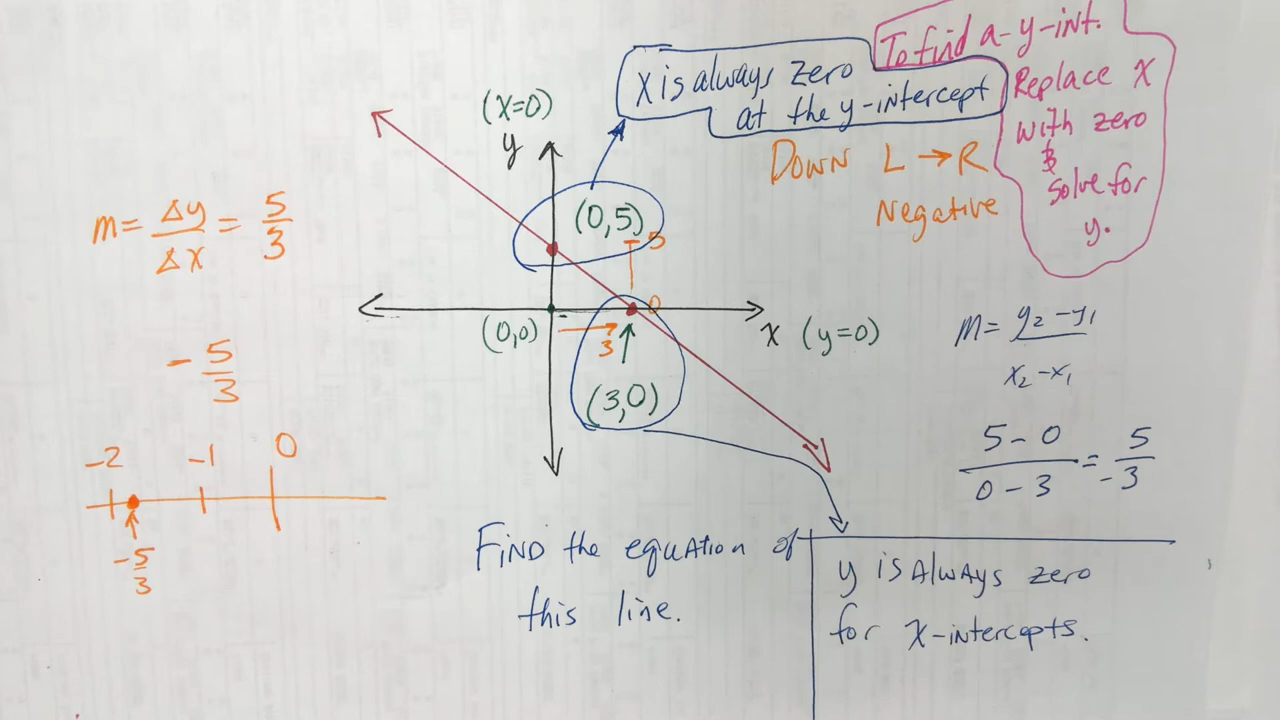 To find a-y-int.
Replace X
with zero
&
solve for
y.
X is always zero
at the y-intercept
DOWN L → R
Negative
(X=0)
y
(0,5)
5
0
(0,0)
3
(3,0)
X (y=0)
m = Δy/ΔX = 5/3
- 5/3
-2 -1 0
-5/3
M = y2-y1
x2-x1
5-0 / 0-3 = 5/-3
FIND the equation of
this line.
y is Always zero
for X-intercepts.